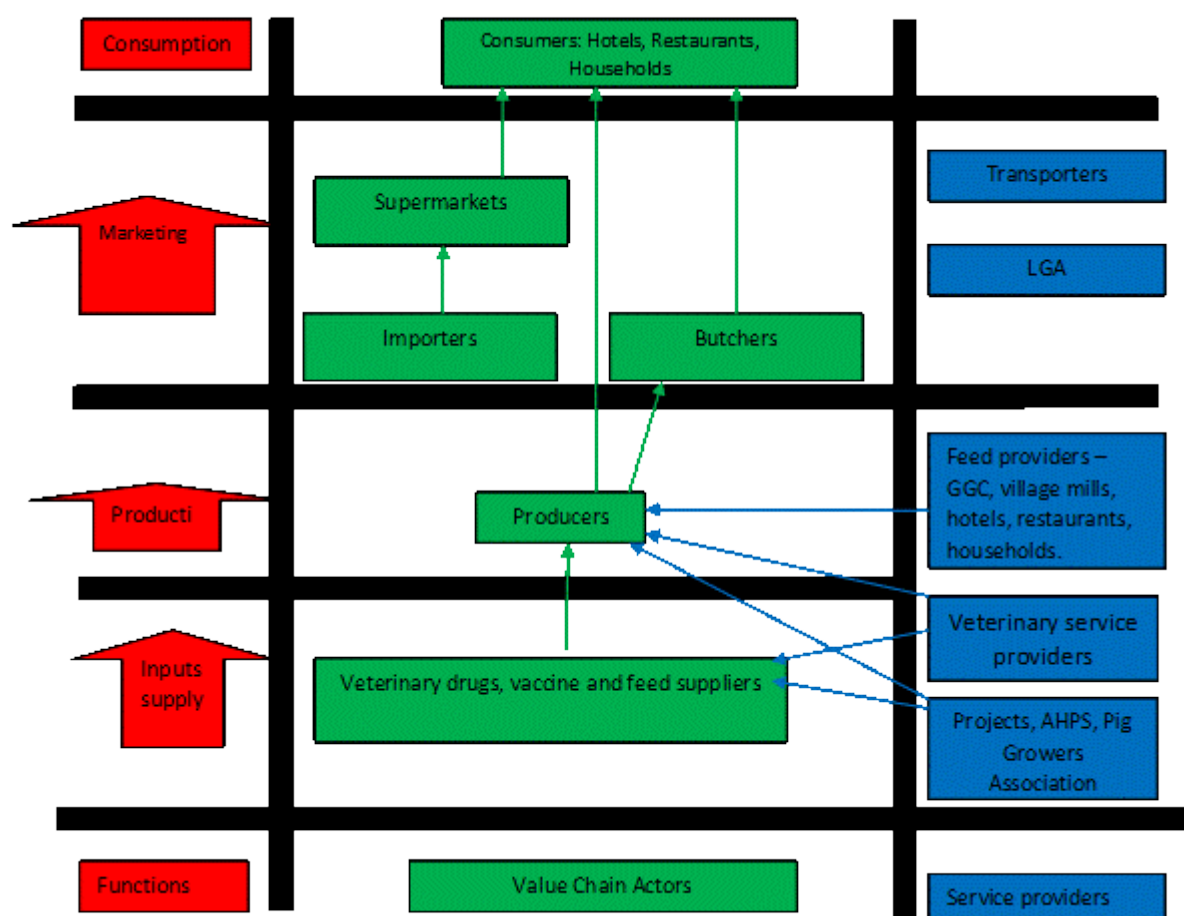 Consumption
Consumers: Hotels, Restaurants,
Households
Transporters
Supermarkets
Marketing
LGA
Importers
Butchers
Feed providers –
GGC, village mills,
hotels, restaurants,
households.
Producti
Producers
Veterinary service
providers
Inputs
supply
Veterinary drugs, vaccine and feed suppliers
Projects, AHPS, Pig
Growers
Association
Functions
Value Chain Actors
Service providers